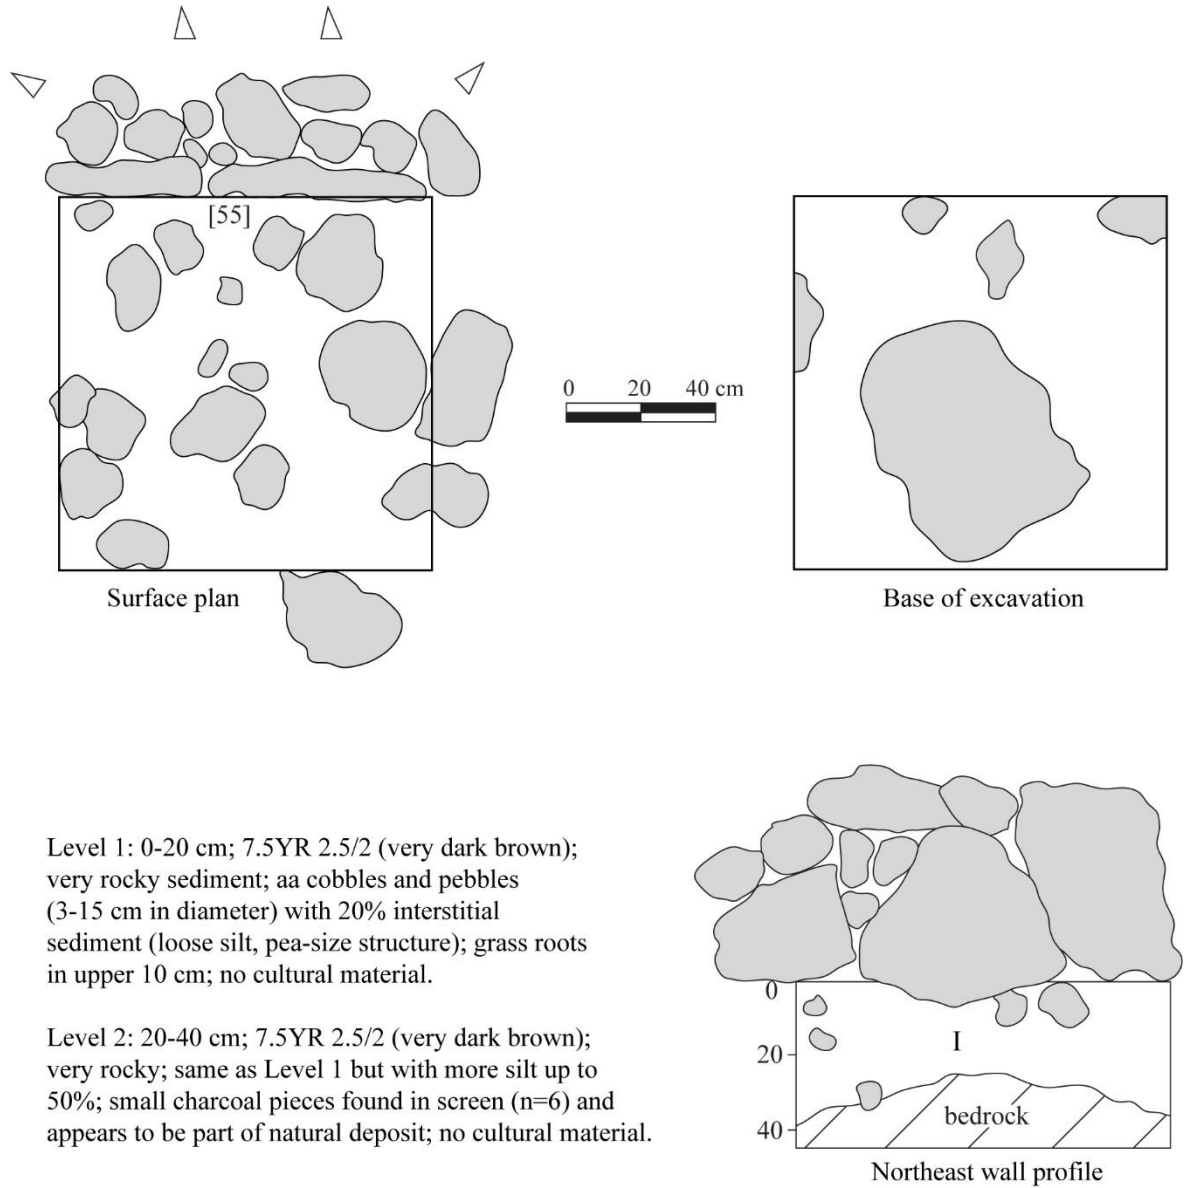 [55]
Surface plan
0 20 40 cm
Base of excavation
Level 1: 0-20 cm; 7.5YR 2.5/2 (very dark brown);
very rocky sediment; aa cobbles and pebbles
(3-15 cm in diameter) with 20% interstitial
sediment (loose silt, pea-size structure); grass roots
in upper 10 cm; no cultural material.
Level 2: 20-40 cm; 7.5YR 2.5/2 (very dark brown);
very rocky; same as Level 1 but with more silt up to
50%; small charcoal pieces found in screen (n=6) and
appears to be part of natural deposit; no cultural material.
0
I
20
bedrock
40
Northeast wall profile